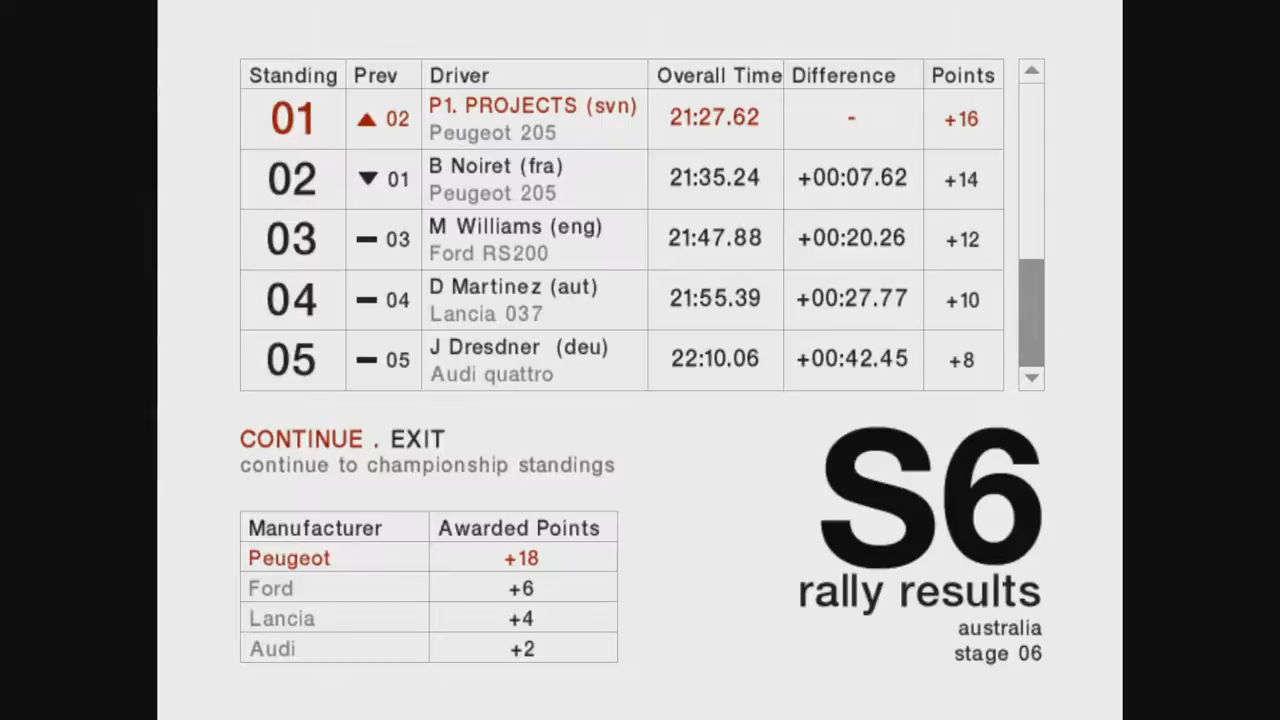 Standing Prev Driver Overall Time Difference Points
01 ▲ 02 P1. PROJECTS (svn) 21:27.62 - +16
Peugeot 205
02 ▼ 01 B Noiret (fra) 21:35.24 +00:07.62 +14
Peugeot 205
03 – 03 M Williams (eng) 21:47.88 +00:20.26 +12
Ford RS200
04 – 04 D Martinez (aut) 21:55.39 +00:27.77 +10
Lancia 037
05 – 05 J Dresdner (deu) 22:10.06 +00:42.45 +8
Audi quattro
CONTINUE . EXIT
continue to championship standings
Manufacturer Awarded Points
Peugeot +18
Ford +6
Lancia +4
Audi +2
S6
rally results
australia
stage 06